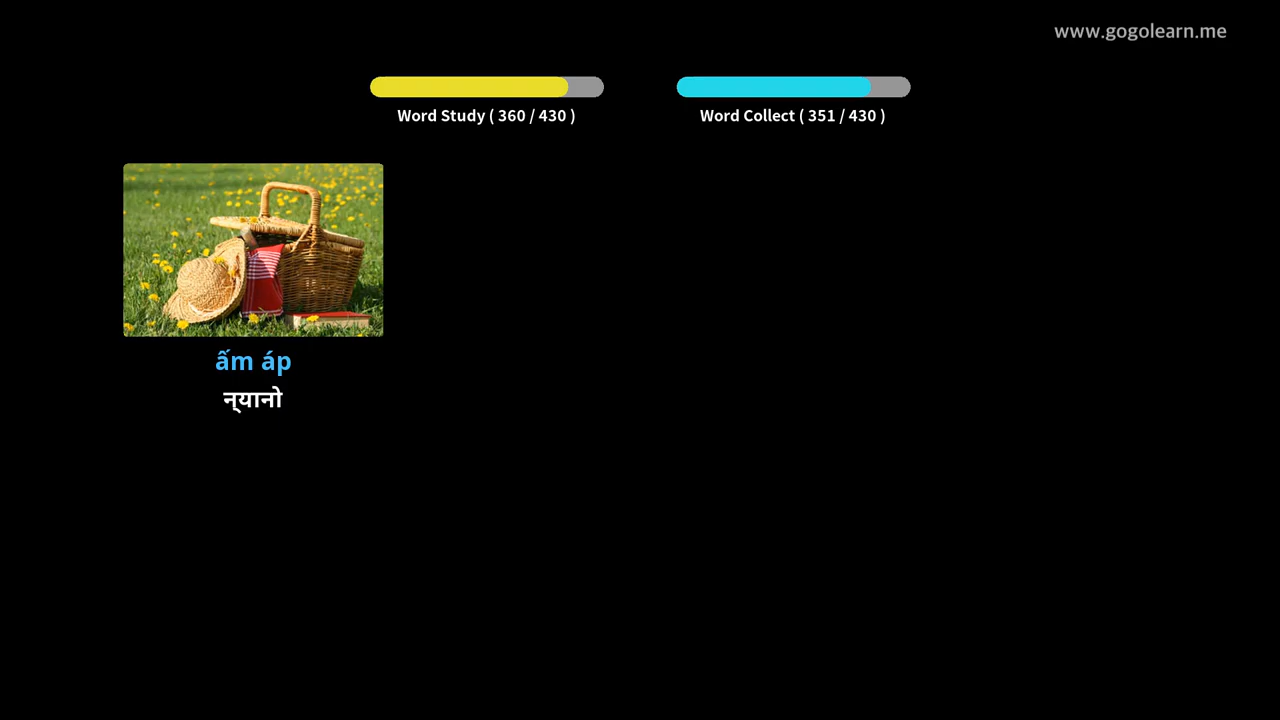 www.gogolearn.me
Word Study ( 360 / 430 )
Word Collect ( 351 / 430 )
ấm áp
न्यानो